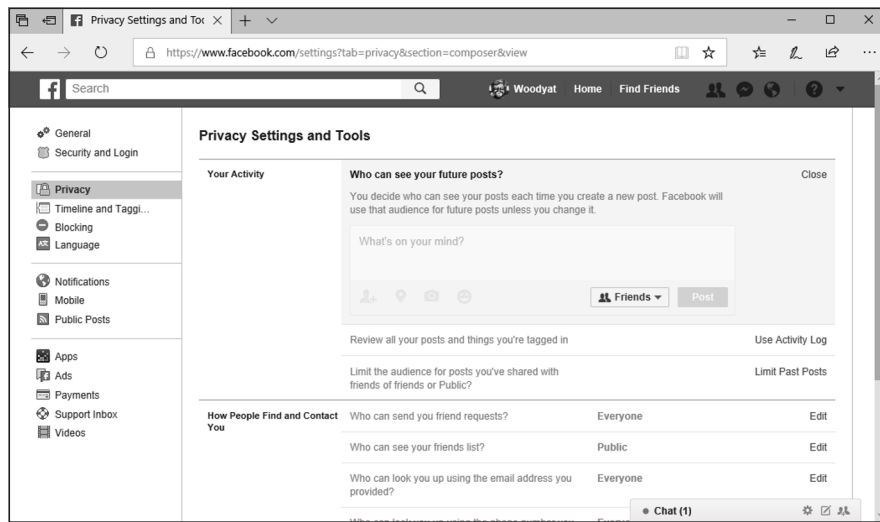 Privacy Settings and Toc
https://www.facebook.com/settings?tab=privacy&section=composer&view
f
Search
Woodyat
Home
Find Friends
General
Security and Login
Privacy
Timeline and Taggi...
Blocking
Language
Notifications
Mobile
Public Posts
Apps
Ads
Payments
Support Inbox
Videos
Privacy Settings and Tools
Your Activity
Who can see your future posts?
Close
You decide who can see your posts each time you create a new post. Facebook will
use that audience for future posts unless you change it.
What's on your mind?
Friends
Post
Review all your posts and things you're tagged in
Use Activity Log
Limit the audience for posts you've shared with
friends of friends or Public?
Limit Past Posts
How People Find and Contact
You
Who can send you friend requests?
Everyone
Edit
Who can see your friends list?
Public
Edit
Who can look you up using the email address you
provided?
Everyone
Edit
Chat (1)